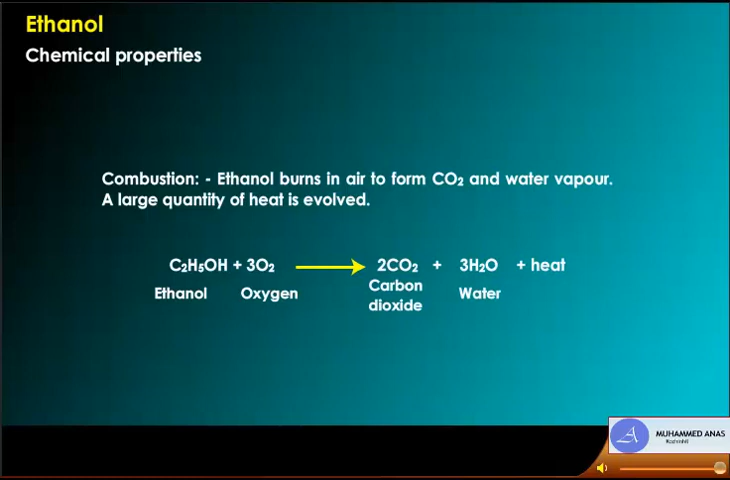 Ethanol
Chemical properties
Combustion: - Ethanol burns in air to form CO₂ and water vapour.
A large quantity of heat is evolved.
C₂H₅OH + 3O₂ 2CO₂ + 3H₂O + heat
Ethanol Oxygen Carbon dioxide Water
MUHAMMED ANAS